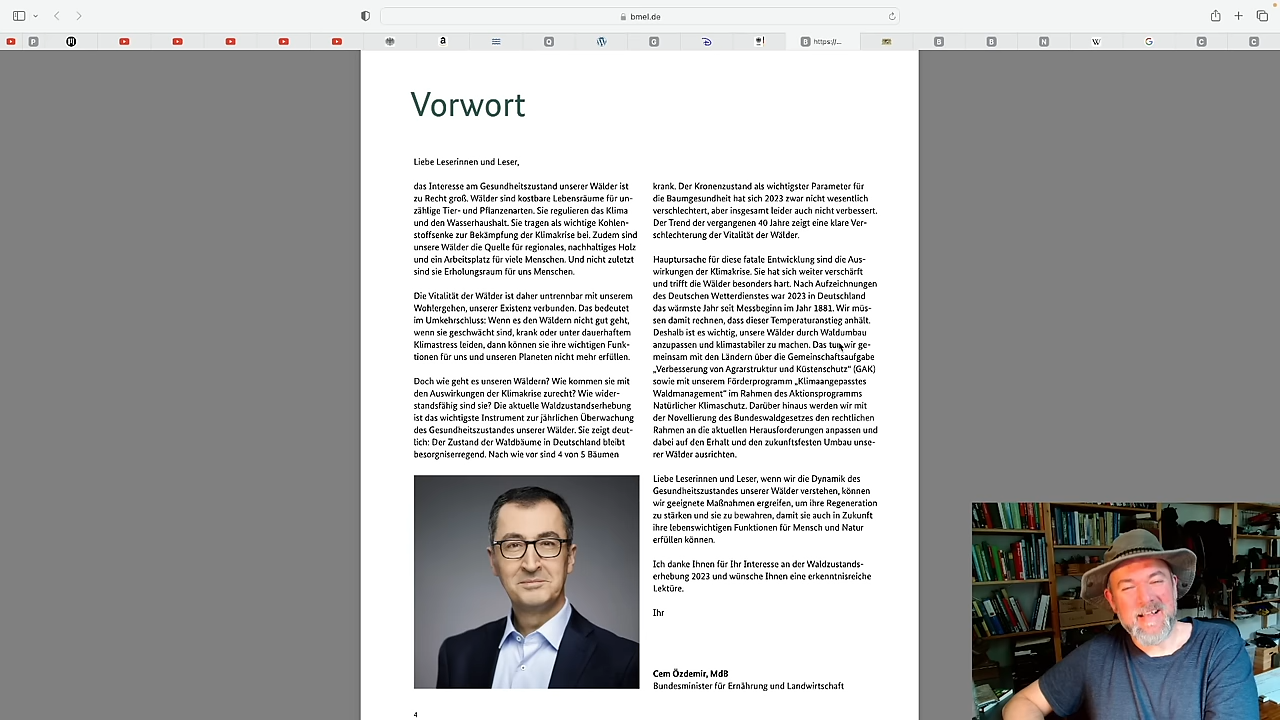 bmel.de
https://...
Vorwort
Liebe Leserinnen und Leser,
das Interesse am Gesundheitszustand unserer Wälder ist
zu Recht groß. Wälder sind kostbare Lebensräume für un-
zählige Tier- und Pflanzenarten. Sie regulieren das Klima
und den Wasserhaushalt. Sie tragen als wichtige Kohlen-
stoffsenke zur Bekämpfung der Klimakrise bei. Zudem sind
unsere Wälder die Quelle für regionales, nachhaltiges Holz
und ein Arbeitsplatz für viele Menschen. Und nicht zuletzt
sind sie Erholungsraum für uns Menschen.
Die Vitalität der Wälder ist daher untrennbar mit unserem
Wohlergehen, unserer Existenz verbunden. Das bedeutet
im Umkehrschluss: Wenn es den Wäldern nicht gut geht,
wenn sie geschwächt sind, krank oder unter dauerhaftem
Klimastress leiden, dann können sie ihre wichtigen Funk-
tionen für uns und unseren Planeten nicht mehr erfüllen.
Doch wie geht es unseren Wäldern? Wie kommen sie mit
den Auswirkungen der Klimakrise zurecht? Wie wider-
standsfähig sind sie? Die aktuelle Waldzustandserhebung
ist das wichtigste Instrument zur jährlichen Überwachung
des Gesundheitszustandes unserer Wälder. Sie zeigt deut-
lich: Der Zustand der Waldbäume in Deutschland bleibt
besorgniserregend. Nach wie vor sind 4 von 5 Bäumen
krank. Der Kronenzustand als wichtigster Parameter für
die Baumgesundheit hat sich 2023 zwar nicht wesentlich
verschlechtert, aber insgesamt leider auch nicht verbessert.
Der Trend der vergangenen 40 Jahre zeigt eine klare Ver-
schlechterung der Vitalität der Wälder.
Hauptursache für diese fatale Entwicklung sind die Aus-
wirkungen der Klimakrise. Sie hat sich weiter verschärft
und trifft die Wälder besonders hart. Nach Aufzeichnungen
des Deutschen Wetterdienstes war 2023 in Deutschland
das wärmste Jahr seit Messbeginn im Jahr 1881. Wir müs-
sen damit rechnen, dass dieser Temperaturanstieg anhält.
Deshalb ist es wichtig, unsere Wälder durch Waldumbau
anzupassen und klimastabiler zu machen. Das tun wir ge-
meinsam mit den Ländern über die Gemeinschaftsaufgabe
„Verbesserung von Agrarstruktur und Küstenschutz“ (GAK)
sowie mit unserem Förderprogramm „Klimaangepasstes
Waldmanagement“ im Rahmen des Aktionsprogramms
Natürlicher Klimaschutz. Darüber hinaus werden wir mit
der Novellierung des Bundeswaldgesetzes den rechtlichen
Rahmen an die aktuellen Herausforderungen anpassen und
dabei auf den Erhalt und den zukunftsfesten Umbau unse-
rer Wälder ausrichten.
Liebe Leserinnen und Leser, wenn wir die Dynamik des
Gesundheitszustandes unserer Wälder verstehen, können
wir geeignete Maßnahmen ergreifen, um ihre Regeneration
zu stärken und sie zu bewahren, damit sie auch in Zukunft
ihre lebenswichtigen Funktionen für Mensch und Natur
erfüllen können.
Ich danke Ihnen für Ihr Interesse an der Waldzustands-
erhebung 2023 und wünsche Ihnen eine erkenntnisreiche
Lektüre.
Ihr
Cem Özdemir, MdB
Bundesminister für Ernährung und Landwirtschaft
4